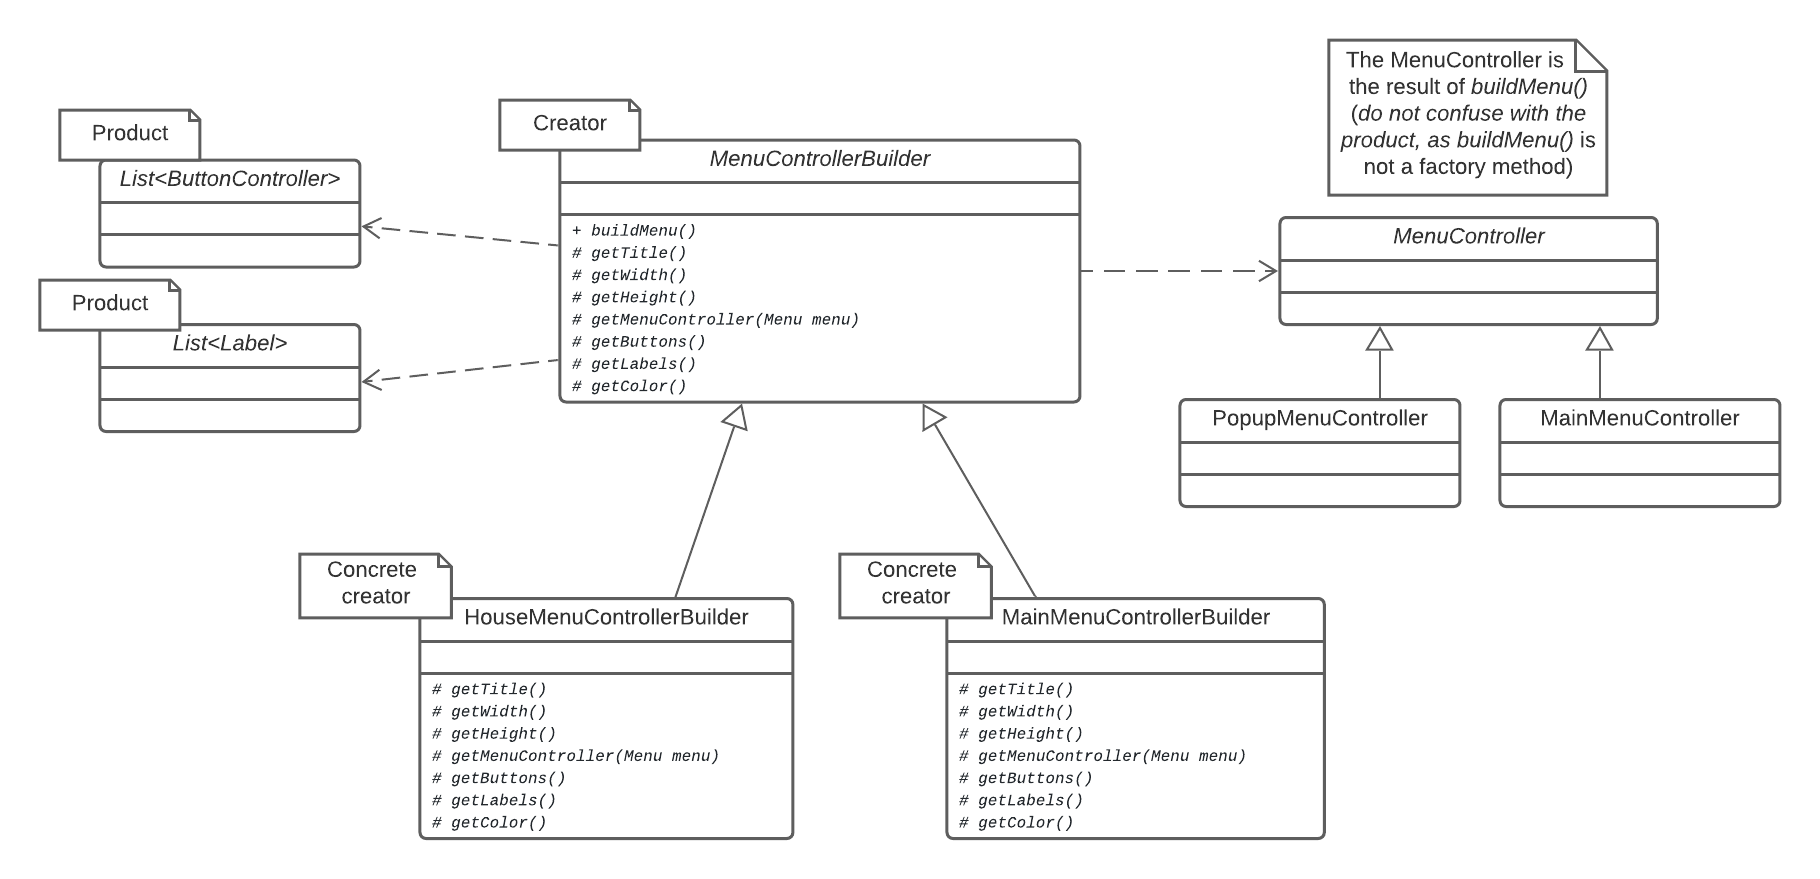 The MenuController is
the result of buildMenu()
(do not confuse with the
product, as buildMenu() is
not a factory method)
Product
List<ButtonController>
Product
List<Label>
Creator
MenuControllerBuilder
+ buildMenu()
# getTitle()
# getWidth()
# getHeight()
# getMenuController(Menu menu)
# getButtons()
# getLabels()
# getColor()
MenuController
PopupMenuController
MainMenuController
Concrete
creator
HouseMenuControllerBuilder
# getTitle()
# getWidth()
# getHeight()
# getMenuController(Menu menu)
# getButtons()
# getLabels()
# getColor()
Concrete
creator
MainMenuControllerBuilder
# getTitle()
# getWidth()
# getHeight()
# getMenuController(Menu menu)
# getButtons()
# getLabels()
# getColor()